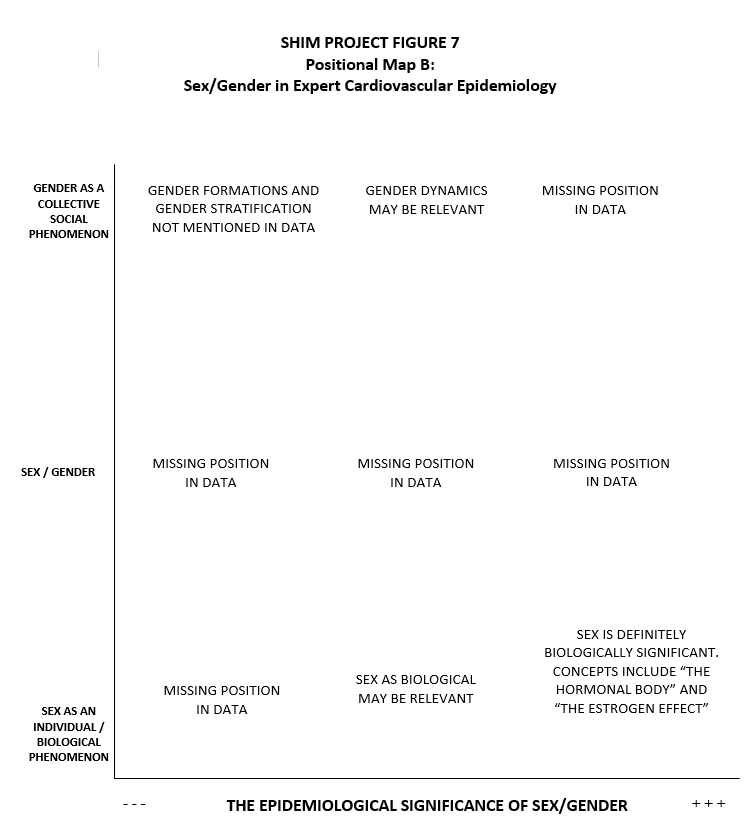 SHIM PROJECT FIGURE 7
Positional Map B:
Sex/Gender in Expert Cardiovascular Epidemiology
GENDER AS A
COLLECTIVE
SOCIAL
PHENOMENON
GENDER FORMATIONS AND
GENDER STRATIFICATION
NOT MENTIONED IN DATA
GENDER DYNAMICS
MAY BE RELEVANT
MISSING POSITION
IN DATA
SEX / GENDER
MISSING POSITION
IN DATA
MISSING POSITION
IN DATA
MISSING POSITION
IN DATA
SEX AS AN
INDIVIDUAL /
BIOLOGICAL
PHENOMENON
MISSING POSITION
IN DATA
SEX AS BIOLOGICAL
MAY BE RELEVANT
SEX IS DEFINITELY
BIOLOGICALLY SIGNIFICANT.
CONCEPTS INCLUDE “THE
HORMONAL BODY” AND
“THE ESTROGEN EFFECT”
- - -
THE EPIDEMIOLOGICAL SIGNIFICANCE OF SEX/GENDER
+ + +